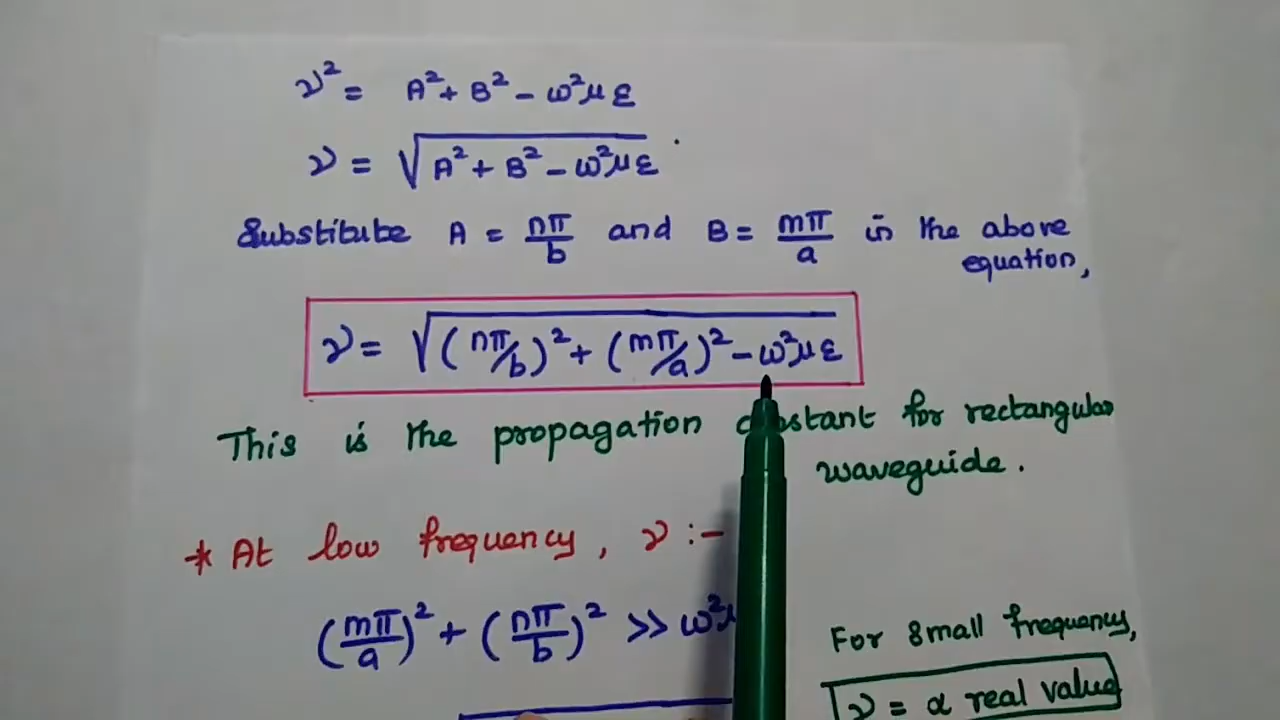 ν² = A² + B² - ω²με
ν = √(A² + B² - ω²με)
Substitute A = nπ/b and B = mπ/a in the above
equation,
ν = √((nπ/b)² + (mπ/a)² - ω²με)
This is the propagation constant for rectangular
waveguide.
* At low frequency, ν :-
(mπ/a)² + (nπ/b)² >> ω²μ
For small frequency,
ν = α real value